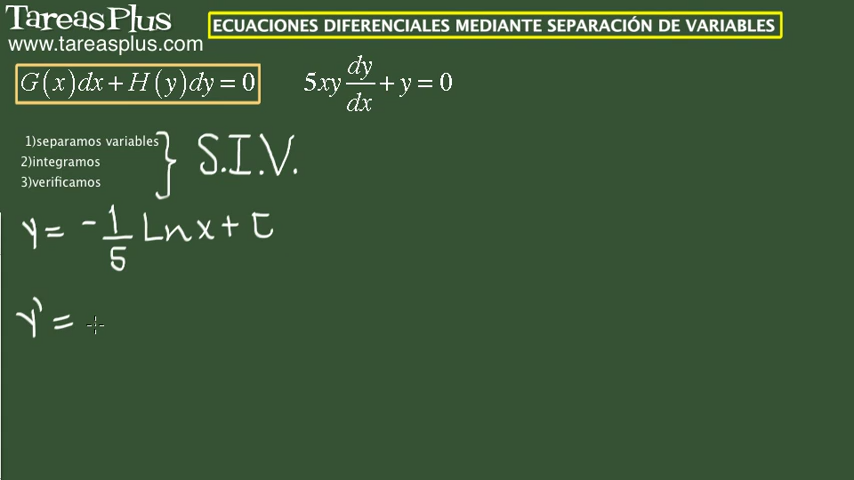 TareasPlus
www.tareasplus.com
ECUACIONES DIFERENCIALES MEDIANTE SEPARACIÓN DE VARIABLES
G(x)dx + H(y)dy = 0
5xy dy/dx + y = 0
1)separamos variables
2)integramos
3)verificamos
} S.I.V.
y = -1/5 Ln x + C
y' =